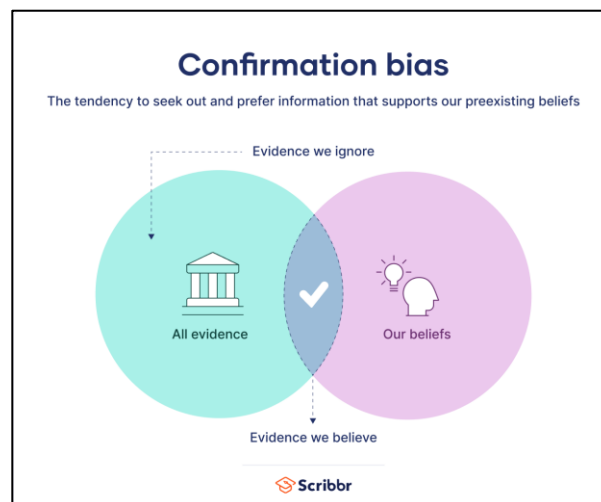 Confirmation bias
The tendency to seek out and prefer information that supports our preexisting beliefs
Evidence we ignore
All evidence
Our beliefs
Evidence we believe
Scribbr